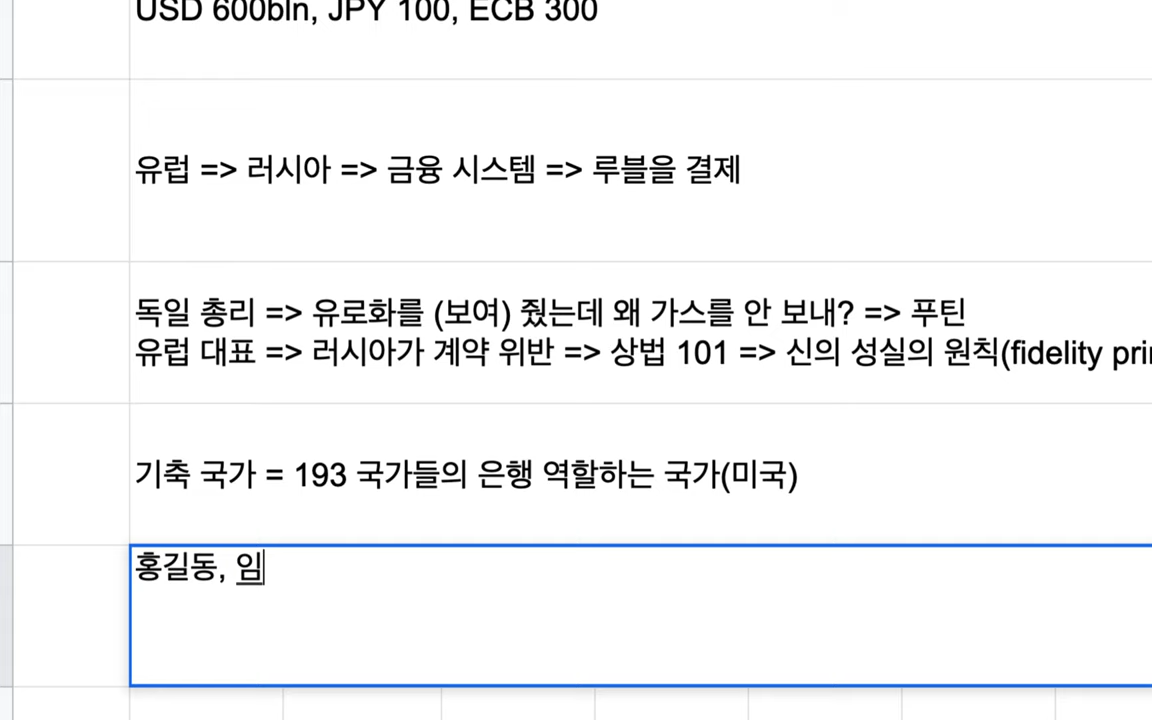 USD 600bln, JPY 100, ECB 300
유럽 => 러시아 => 금융 시스템 => 루블을 결제
독일 총리 => 유로화를 (보여) 줬는데 왜 가스를 안 보내? => 푸틴
유럽 대표 => 러시아가 계약 위반 => 상법 101 => 신의 성실의 원칙(fidelity
기축 국가 = 193 국가들의 은행 역할하는 국가(미국)
홍길동, 임